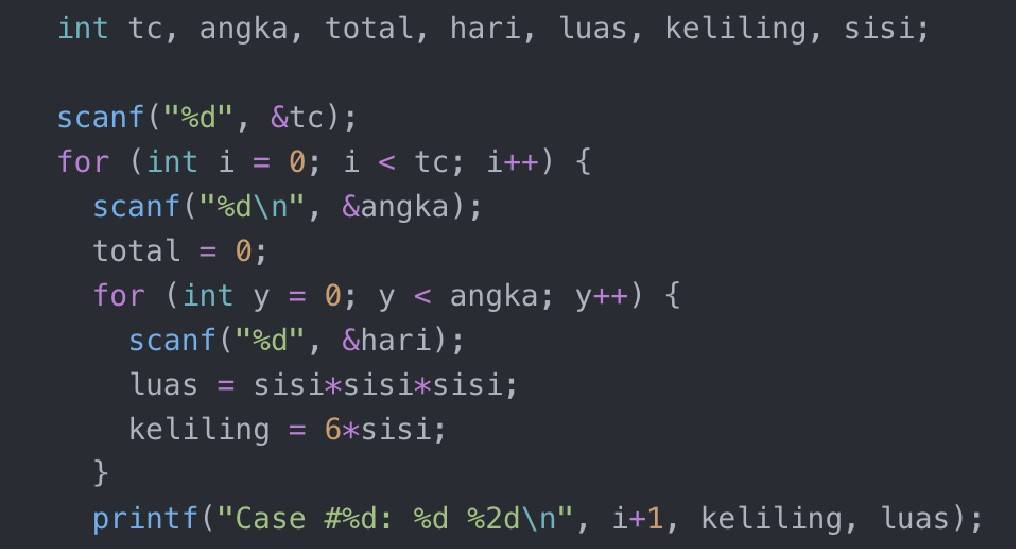 int tc, angka, total, hari, luas, keliling, sisi;
scanf("%d", &tc);
for (int i = 0; i < tc; i++) {
scanf("%d\n", &angka);
total = 0;
for (int y = 0; y < angka; y++) {
scanf("%d", &hari);
luas = sisi*sisi*sisi;
keliling = 6*sisi;
}
printf("Case #%d: %d %2d\n", i+1, keliling, luas);